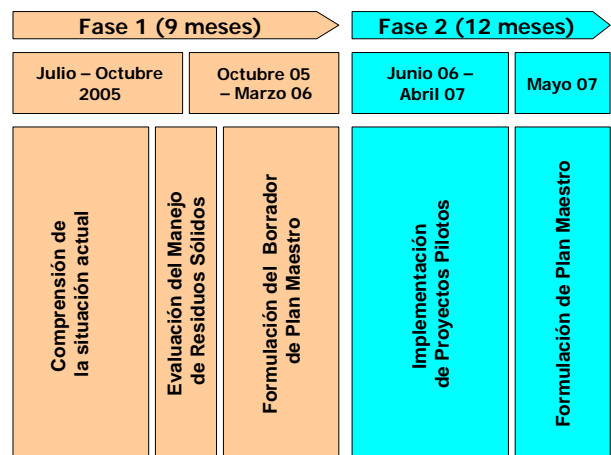 Fase 1 (9 meses)
Fase 2 (12 meses)
Julio – Octubre
2005
Octubre 05
– Marzo 06
Junio 06 –
Abril 07
Mayo 07
Comprensión de
la situación actual
Evaluación del Manejo
de Residuos Sólidos
Formulación del Borrador
de Plan Maestro
Implementación
de Proyectos Pilotos
Formulación de Plan Maestro